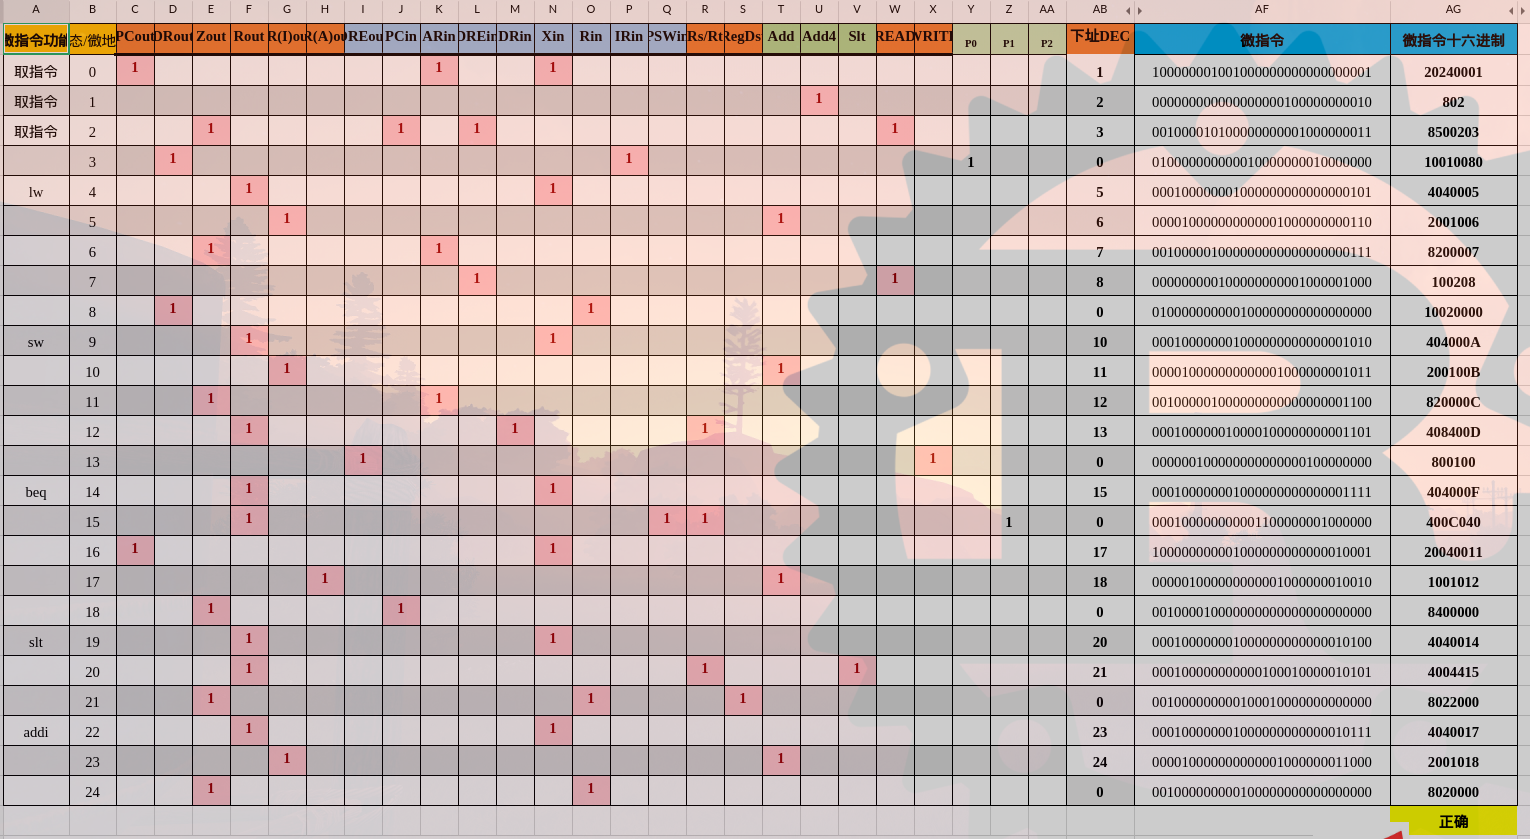 A B C D E F G H I J K L M N O P Q R S T U V W X Y Z AA AB AF AG
微指令功能 态/微地 PCout DRout Zout Rout R(I)ou R(A)ou DREou PCin ARin DREin DRin Xin Rin IRin PSWin Rs/Rt RegDs Add Add4 Slt READ WRITE P0 P1 P2 下址DEC 微指令 微指令十六进制
取指令 0 1 1 1 1 100000001001000000000000000001 20240001
取指令 1 1 2 000000000000000000100000000010 802
取指令 2 1 1 1 1 3 001000010100000000001000000011 8500203
3 1 1 1 0 010000000000010000000010000000 10010080
lw 4 1 1 5 000100000001000000000000000101 4040005
5 1 1 6 000010000000000001000000000110 2001006
6 1 1 7 001000001000000000000000000111 8200007
7 1 1 8 000000000100000000001000001000 100208
8 1 1 0 010000000000100000000000000000 10020000
sw 9 1 1 10 000100000001000000000000001010 404000A
10 1 1 11 000010000000000001000000001011 200100B
11 1 1 12 001000001000000000000000001100 820000C
12 1 1 1 13 000100000010000100000000001101 408400D
13 1 1 0 000000100000000000000100000000 800100
beq 14 1 1 15 000100000001000000000000001111 404000F
15 1 1 1 1 0 000100000000001100000001000000 400C040
16 1 1 17 100000000001000000000000010001 20040011
17 1 1 18 000001000000000001000000010010 1001012
18 1 1 0 001000010000000000000000000000 8400000
slt 19 1 1 20 000100000001000000000000010100 4040014
20 1 1 1 21 000100000000000100010000010101 4004415
21 1 1 1 0 001000000000100010000000000000 8022000
addi 22 1 1 23 000100000001000000000000010111 4040017
23 1 1 24 000010000000000001000000011000 2001018
24 1 1 0 001000000000100000000000000000 8020000
正确